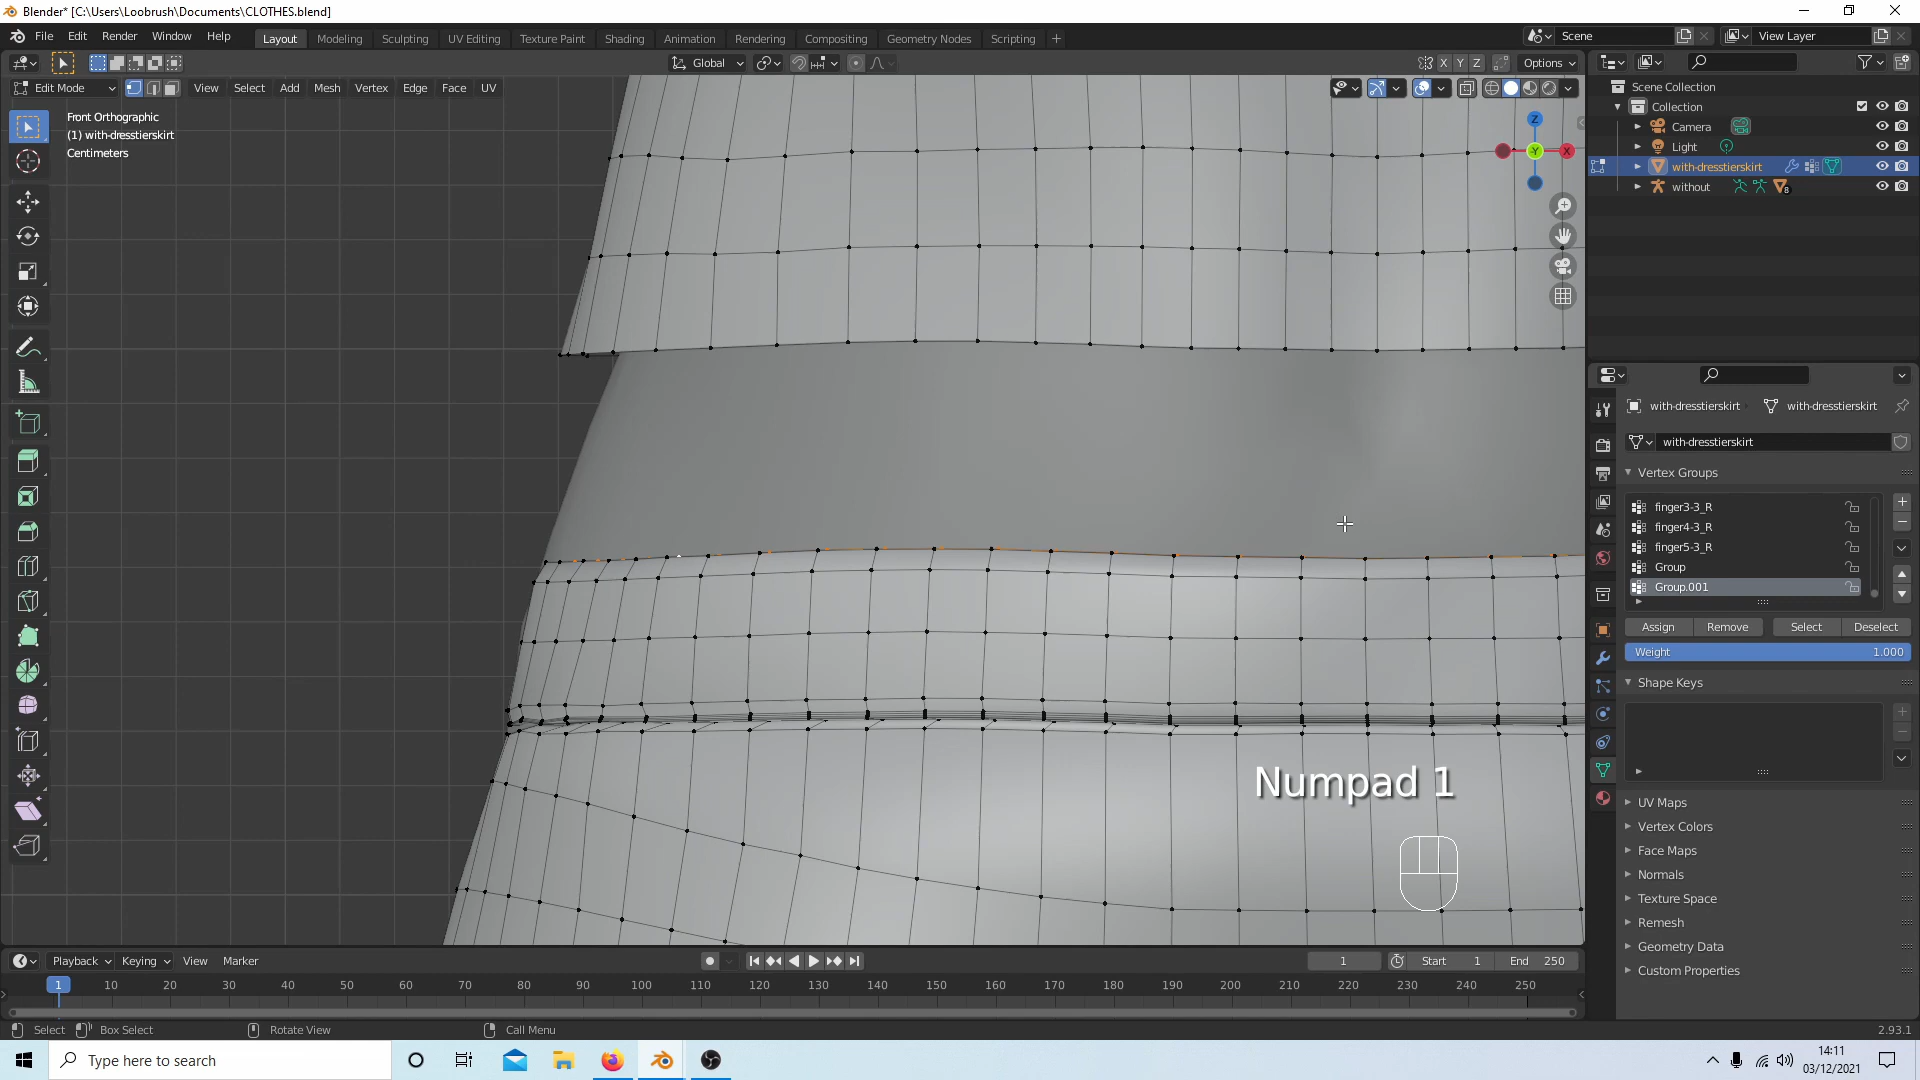 Blender* [C:\Users\Loobrush\Documents\CLOTHES.blend]
File Edit Render Window Help
Layout Modeling Sculpting UV Editing Texture Paint Shading Animation Rendering Compositing Geometry Nodes Scripting +
Scene
View Layer
Global
X Y Z
Options
Edit Mode
View Select Add Mesh Vertex Edge Face UV
Front Orthographic
(1) with-dresstierskirt
Centimeters
Z
Y
X
Scene Collection
Collection
Camera
Light
with-dresstierskirt
without
8
with-dresstierskirt with-dresstierskirt
with-dresstierskirt
Vertex Groups
finger3-3_R
finger4-3_R
finger5-3_R
Group
Group.001
Assign Remove Select Deselect
Weight 1.000
Shape Keys
UV Maps
Vertex Colors
Face Maps
Normals
Texture Space
Remesh
Geometry Data
Custom Properties
Numpad 1
Playback Keying View Marker
1 Start 1 End 250
1 10 20 30 40 50 60 70 80 90 100 110 120 130 140 150 160 170 180 190 200 210 220 230 240 250
Select Box Select Rotate View Call Menu
2.93.1
Type here to search
14:11
03/12/2021